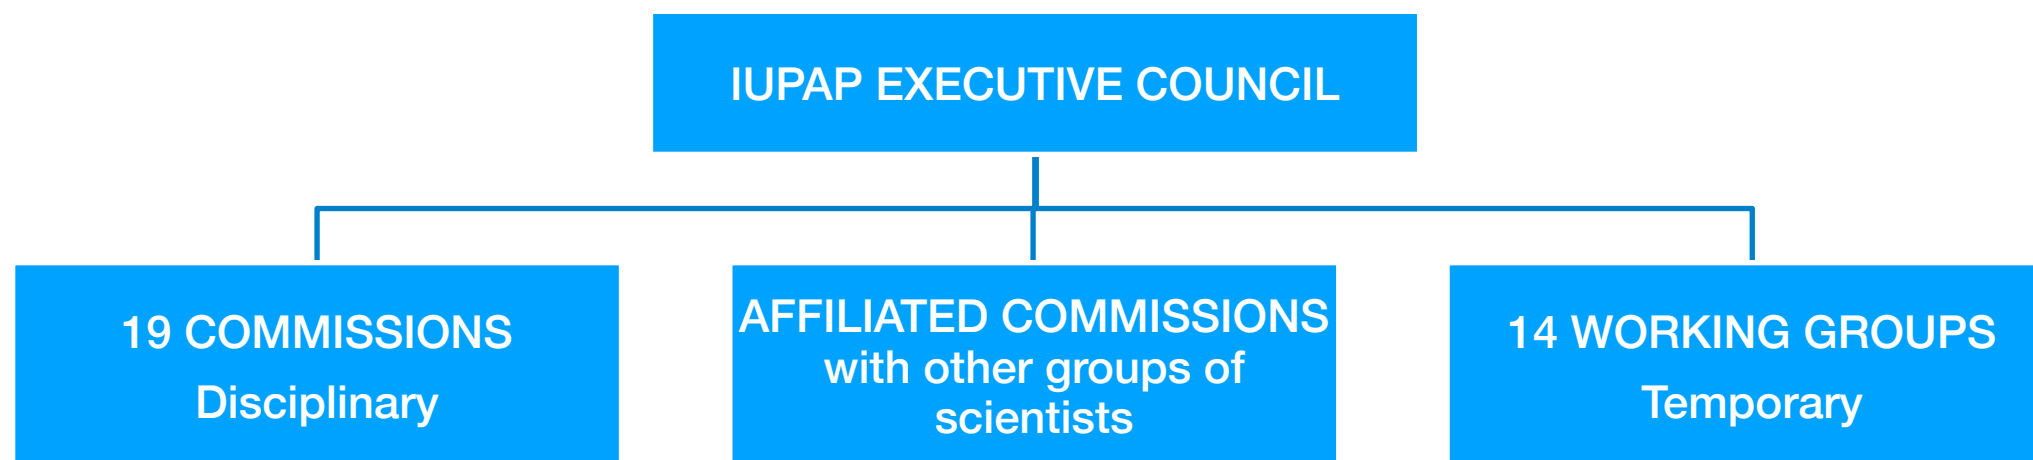 IUPAP EXECUTIVE COUNCIL
19 COMMISSIONS
Disciplinary
AFFILIATED COMMISSIONS
with other groups of
scientists
14 WORKING GROUPS
Temporary